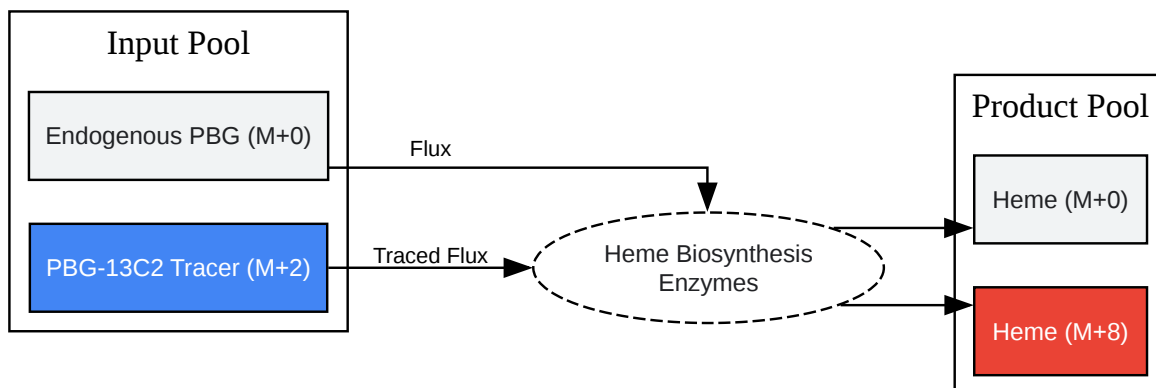 Input Pool
Endogenous PBG (M+0)
PBG-13C2 Tracer (M+2)
Flux
Traced Flux
Heme Biosynthesis
Enzymes
Product Pool
Heme (M+0)
Heme (M+8)